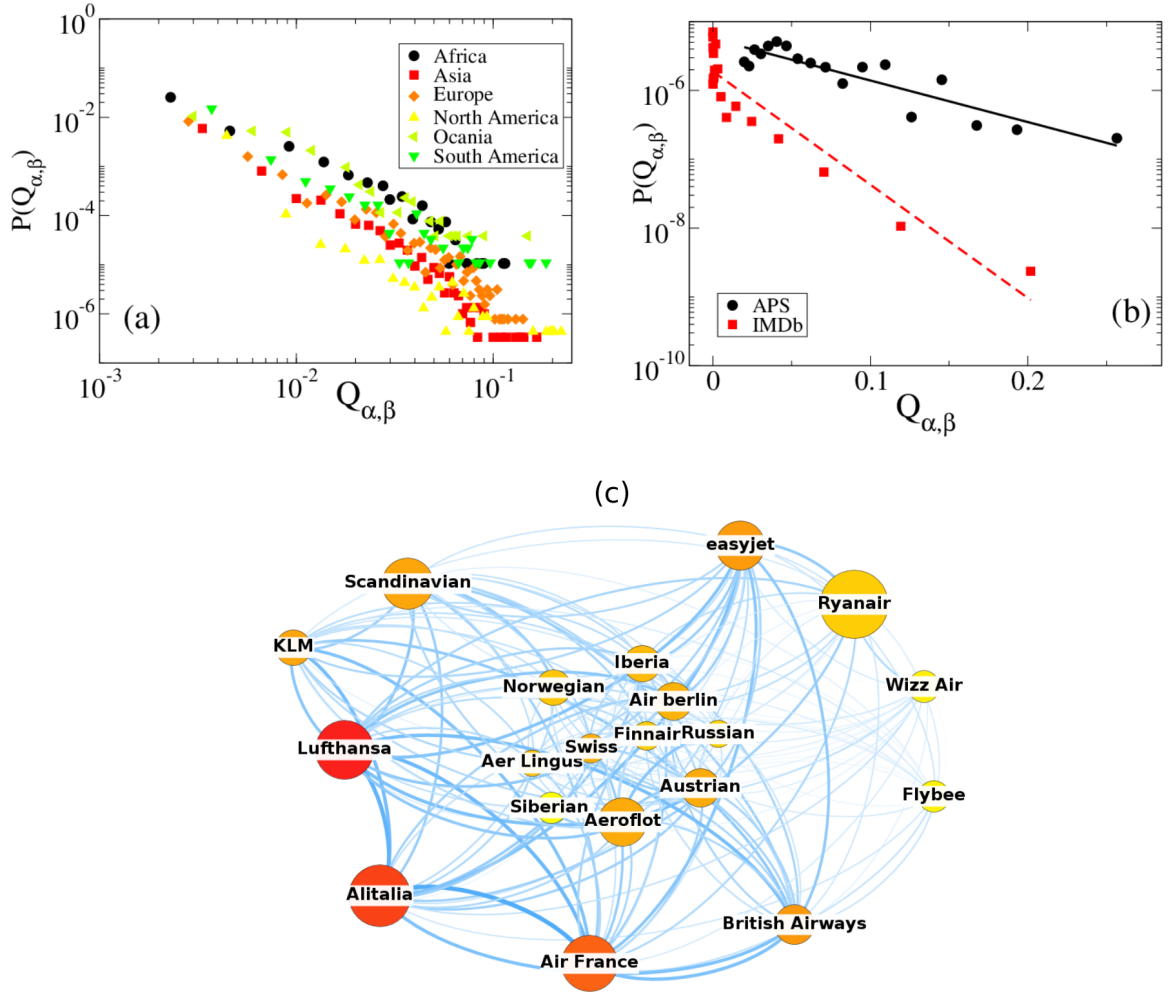 (a)
10^0
10^-2
10^-4
10^-6
P(Q_α,β)
Africa
Asia
Europe
North America
Ocania
South America
10^-3
10^-2
10^-1
Q_α,β
(b)
10^-6
10^-8
10^-10
P(Q_α,β)
APS
IMDb
0
0.1
0.2
Q_α,β
(c)
easyjet
Scandinavian
Ryanair
KLM
Iberia
Wizz Air
Norwegian
Air berlin
Finnair
Russian
Lufthansa
Swiss
Aer Lingus
Austrian
Flybee
Siberian
Aeroflot
Alitalia
British Airways
Air France